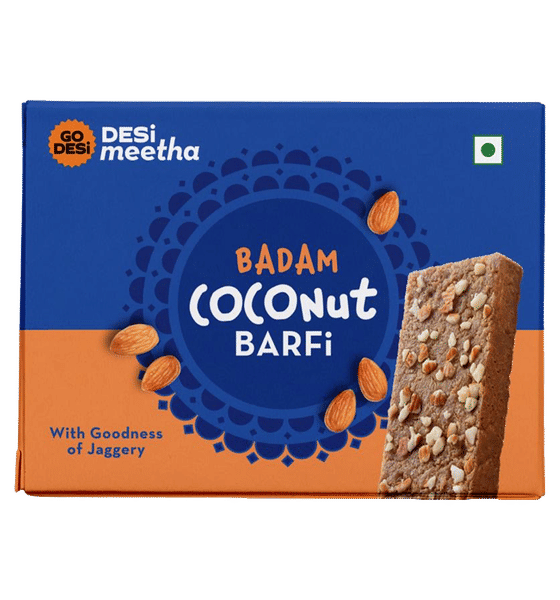 GO
DESi
DESi
meetha
BADAM
COCONut
BARFi
With Goodness
of Jaggery